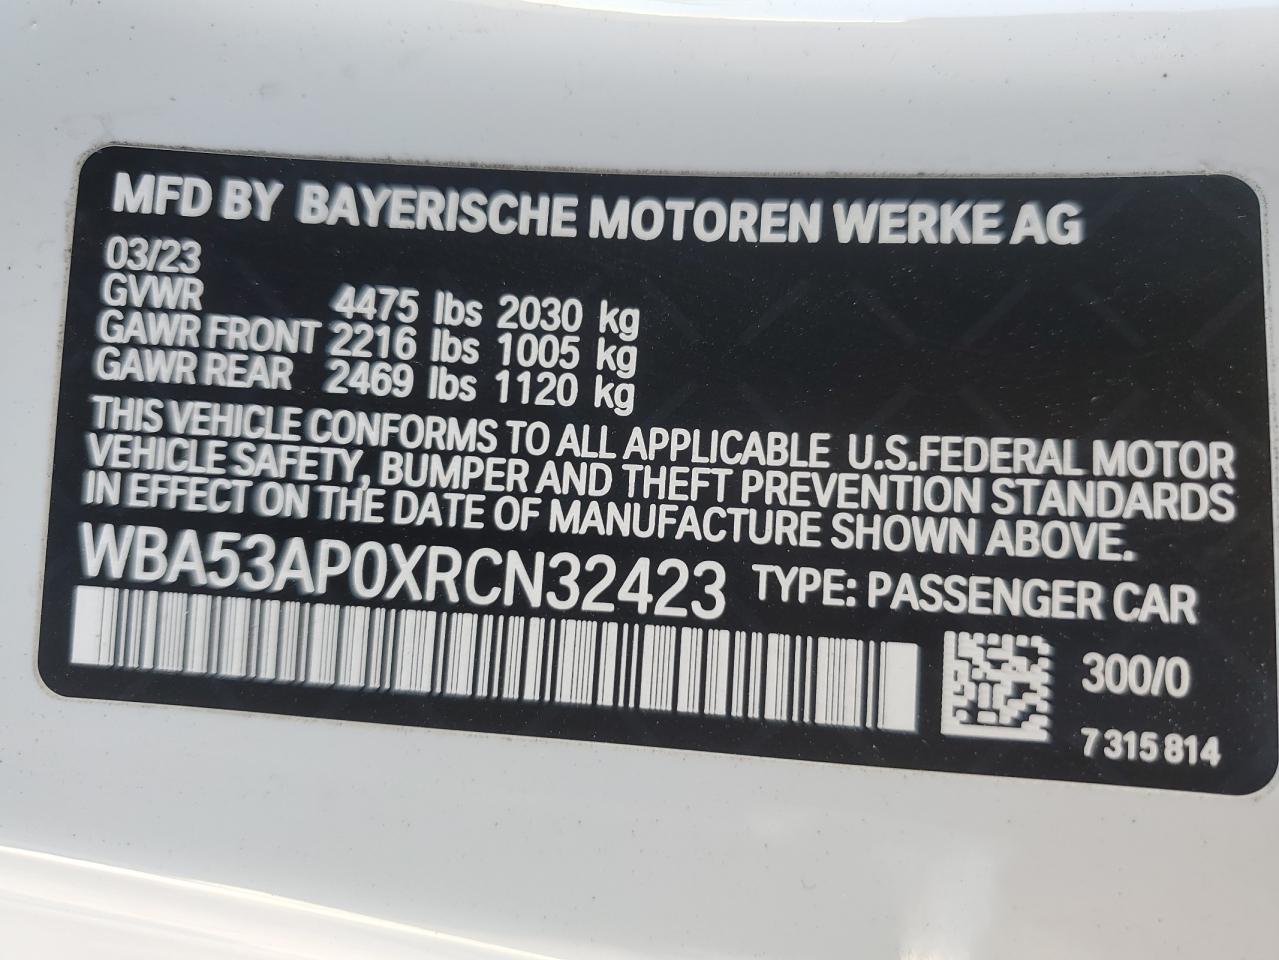 MFD BY BAYERISCHE MOTOREN WERKE AG
03/23
GVWR 4475 lbs 2030 kg
GAWR FRONT 2216 lbs 1005 kg
GAWR REAR 2469 lbs 1120 kg
THIS VEHICLE CONFORMS TO ALL APPLICABLE U.S.FEDERAL MOTOR
VEHICLE SAFETY, BUMPER AND THEFT PREVENTION STANDARDS
IN EFFECT ON THE DATE OF MANUFACTURE SHOWN ABOVE.
WBA53AP0XRCN32423 TYPE: PASSENGER CAR
300/0
7 315 814